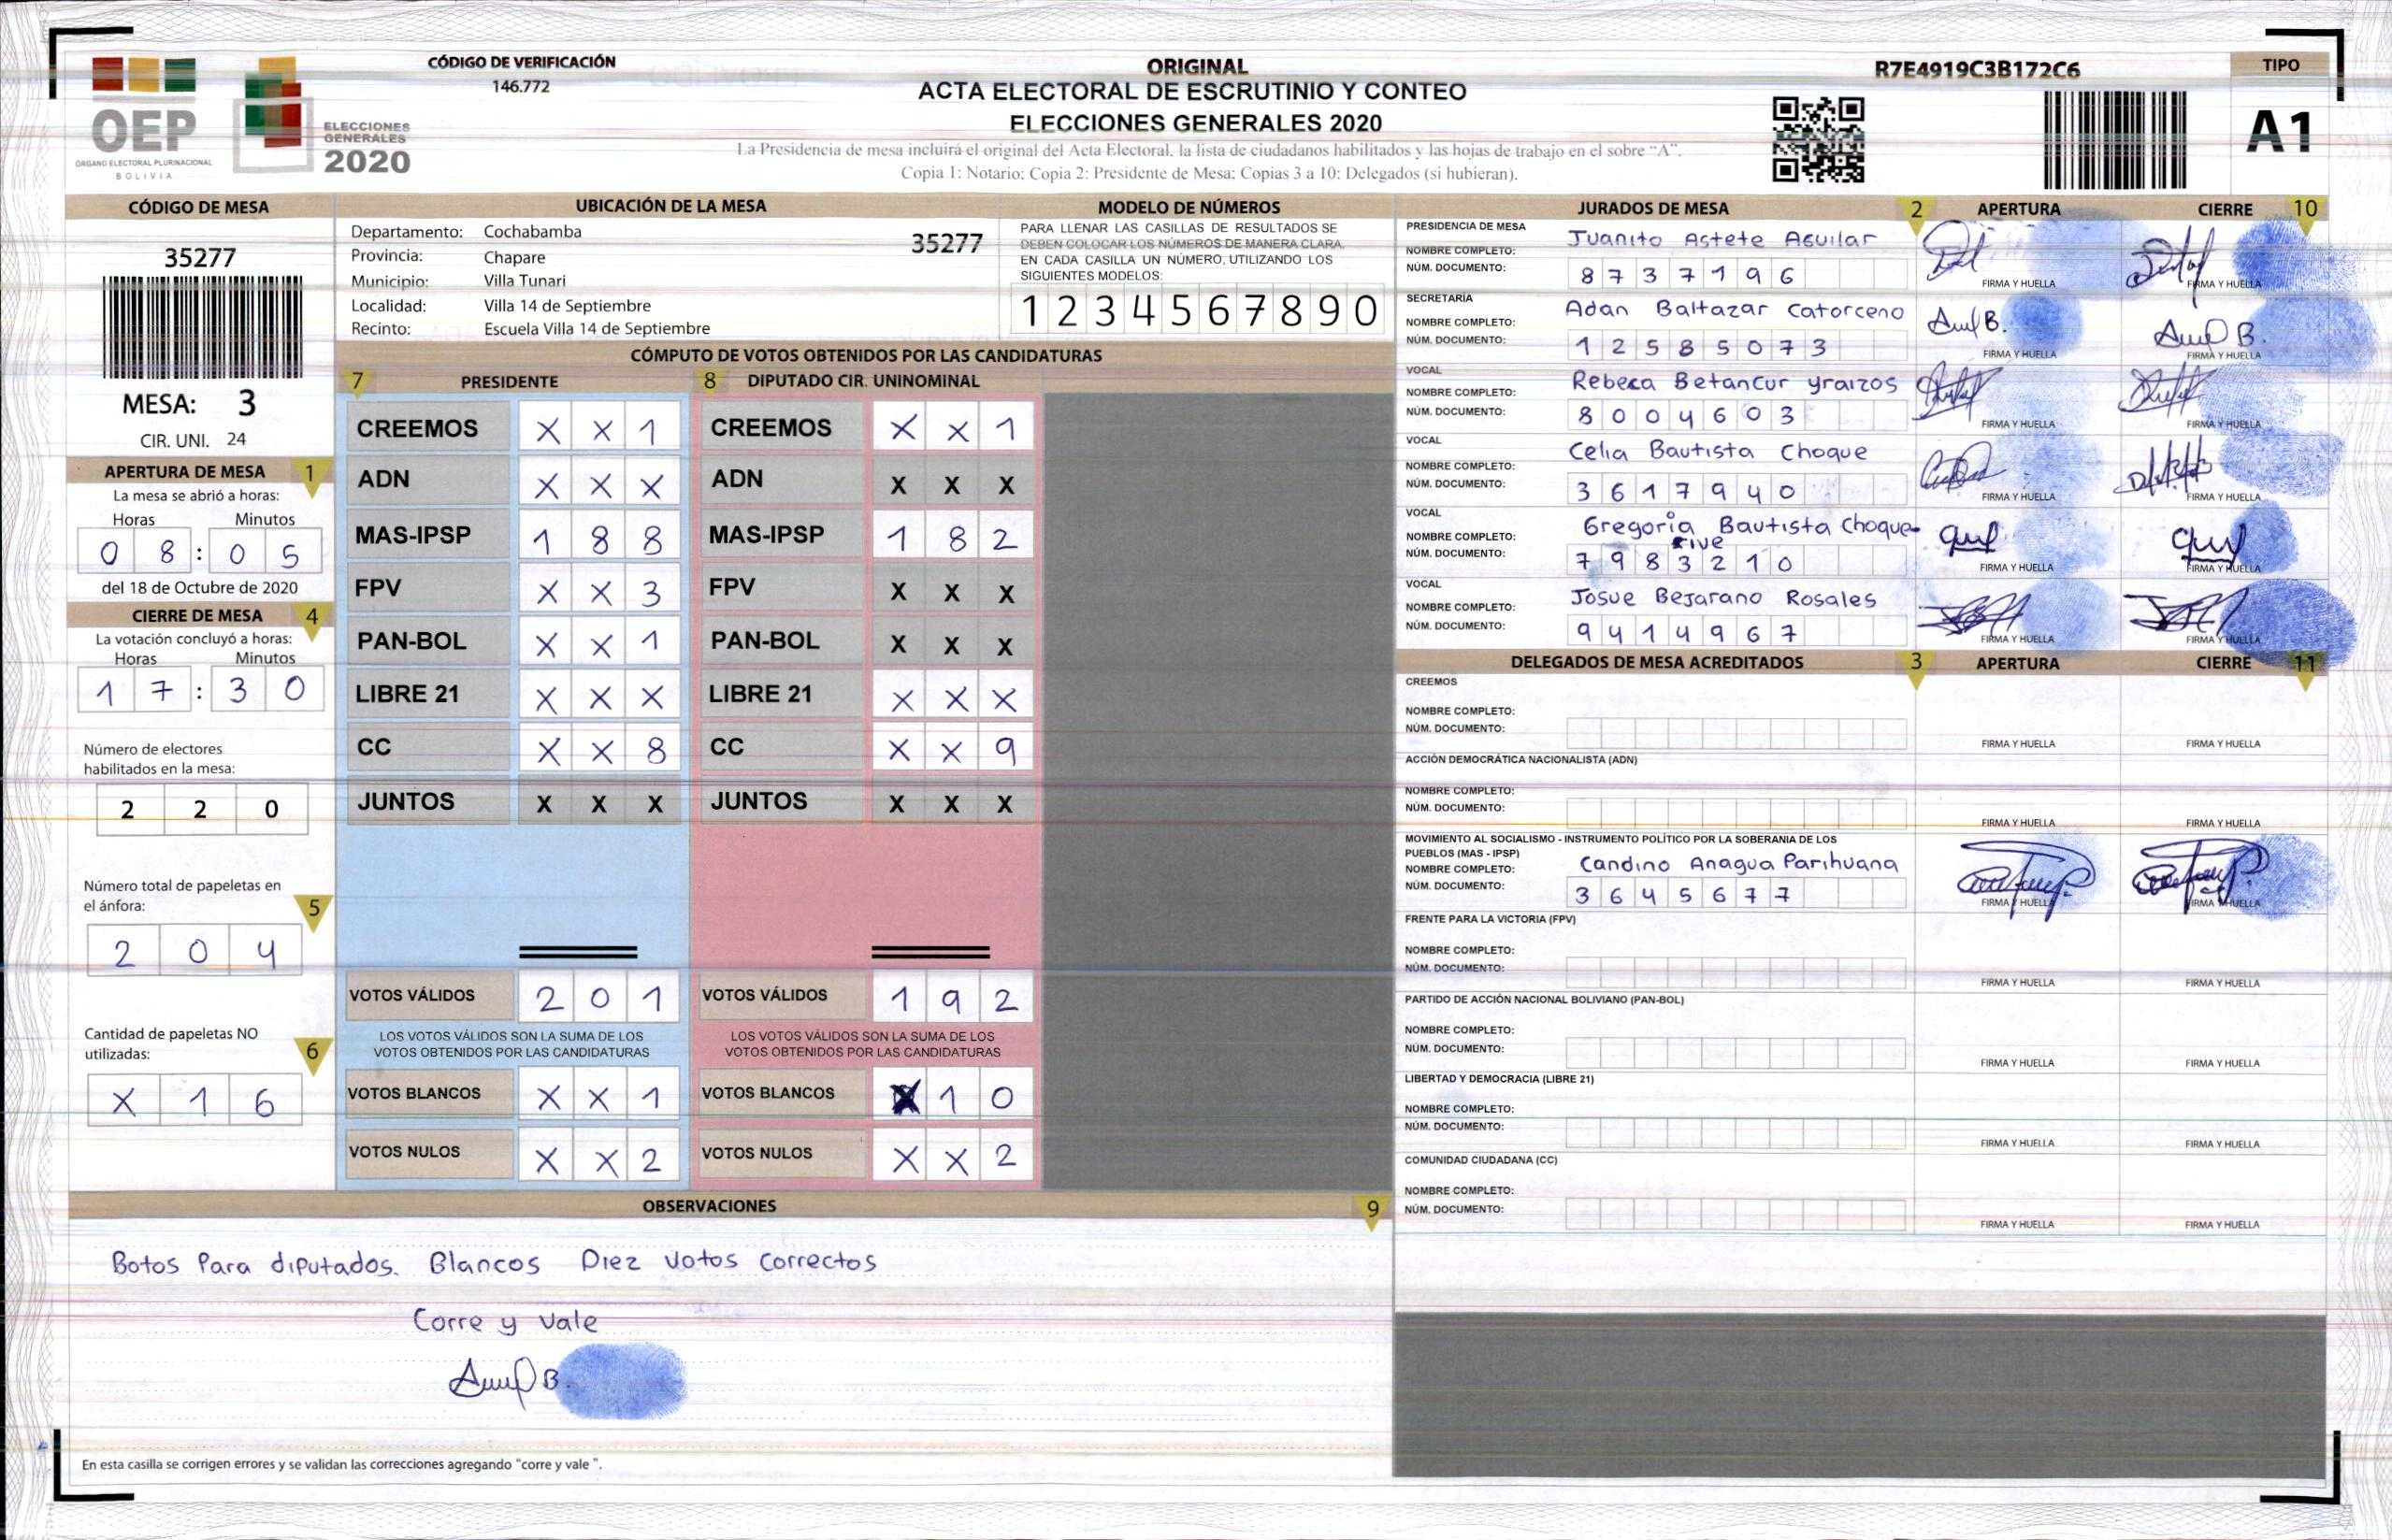 CÓDIGO DE VERIFICACIÓN
146.772
OEP
ÓRGANO ELECTORAL PLURINACIONAL
BOLIVIA
ELECCIONES
GENERALES
2020
ORIGINAL
ACTA ELECTORAL DE ESCRUTINIO Y CONTEO
ELECCIONES GENERALES 2020
La Presidencia de mesa incluirá el original del Acta Electoral, la lista de ciudadanos habilitados y las hojas de trabajo en el sobre “A”.
Copia 1: Notario; Copia 2: Presidente de Mesa; Copias 3 a 10: Delegados (si hubieran).
R7E4919C3B172C6
TIPO
A1
CÓDIGO DE MESA
35277
MESA: 3
CIR. UNI. 24
APERTURA DE MESA 1
La mesa se abrió a horas:
Horas Minutos
0 8 : 0 5
del 18 de Octubre de 2020
CIERRE DE MESA 4
La votación concluyó a horas:
Horas Minutos
1 7 : 3 0
Número de electores
habilitados en la mesa:
2 2 0
Número total de papeletas en
el ánfora: 5
2 0 4
Cantidad de papeletas NO
utilizadas: 6
X 1 6
UBICACIÓN DE LA MESA
Departamento: Cochabamba 35277
Provincia: Chapare
Municipio: Villa Tunari
Localidad: Villa 14 de Septiembre
Recinto: Escuela Villa 14 de Septiembre
MODELO DE NÚMEROS
PARA LLENAR LAS CASILLAS DE RESULTADOS SE
DEBEN COLOCAR LOS NÚMEROS DE MANERA CLARA,
EN CADA CASILLA UN NÚMERO, UTILIZANDO LOS
SIGUIENTES MODELOS:
1 2 3 4 5 6 7 8 9 0
CÓMPUTO DE VOTOS OBTENIDOS POR LAS CANDIDATURAS
7 PRESIDENTE 8 DIPUTADO CIR. UNINOMINAL
CREEMOS X X 1 CREEMOS X X 1
ADN X X X ADN X X X
MAS-IPSP 1 8 8 MAS-IPSP 1 8 2
FPV X X 3 FPV X X X
PAN-BOL X X 1 PAN-BOL X X X
LIBRE 21 X X X LIBRE 21 X X X
CC X X 8 CC X X 9
JUNTOS X X X JUNTOS X X X
VOTOS VÁLIDOS 2 0 1 VOTOS VÁLIDOS 1 9 2
LOS VOTOS VÁLIDOS SON LA SUMA DE LOS LOS VOTOS VÁLIDOS SON LA SUMA DE LOS
VOTOS OBTENIDOS POR LAS CANDIDATURAS VOTOS OBTENIDOS POR LAS CANDIDATURAS
VOTOS BLANCOS X X 1 VOTOS BLANCOS X 1 0
VOTOS NULOS X X 2 VOTOS NULOS X X 2
OBSERVACIONES 9
Botos Para diputados. Blancos Diez Votos Correctos
Corre y Vale
En esta casilla se corrigen errores y se validan las correcciones agregando "corre y vale ".
JURADOS DE MESA 2 APERTURA CIERRE 10
PRESIDENCIA DE MESA
NOMBRE COMPLETO: Juanito Astete Aguilar
NÚM. DOCUMENTO: 8 7 3 7 1 9 6 FIRMA Y HUELLA FIRMA Y HUELLA
SECRETARÍA
NOMBRE COMPLETO: Adan Baltazar Catorceno
NÚM. DOCUMENTO: 1 2 5 8 5 0 7 3 FIRMA Y HUELLA FIRMA Y HUELLA
VOCAL
NOMBRE COMPLETO: Rebeca Betancur yraizos
NÚM. DOCUMENTO: 8 0 0 4 6 0 3 FIRMA Y HUELLA FIRMA Y HUELLA
VOCAL
NOMBRE COMPLETO: Celia Bautista Choque
NÚM. DOCUMENTO: 3 6 1 7 9 4 0 FIRMA Y HUELLA FIRMA Y HUELLA
VOCAL
NOMBRE COMPLETO: Gregoria Bautista Choque
NÚM. DOCUMENTO: 7 9 8 3 2 1 0 FIRMA Y HUELLA FIRMA Y HUELLA
VOCAL
NOMBRE COMPLETO: Josue Bejarano Rosales
NÚM. DOCUMENTO: 9 4 1 4 9 6 7 FIRMA Y HUELLA FIRMA Y HUELLA
DELEGADOS DE MESA ACREDITADOS 3 APERTURA CIERRE 11
CREEMOS
NOMBRE COMPLETO:
NÚM. DOCUMENTO: FIRMA Y HUELLA FIRMA Y HUELLA
ACCIÓN DEMOCRÁTICA NACIONALISTA (ADN)
NOMBRE COMPLETO:
NÚM. DOCUMENTO: FIRMA Y HUELLA FIRMA Y HUELLA
MOVIMIENTO AL SOCIALISMO - INSTRUMENTO POLÍTICO POR LA SOBERANIA DE LOS
PUEBLOS (MAS - IPSP)
NOMBRE COMPLETO: Candino Anagua Parihuana
NÚM. DOCUMENTO: 3 6 4 5 6 7 7 FIRMA Y HUELLA FIRMA Y HUELLA
FRENTE PARA LA VICTORIA (FPV)
NOMBRE COMPLETO:
NÚM. DOCUMENTO: FIRMA Y HUELLA FIRMA Y HUELLA
PARTIDO DE ACCIÓN NACIONAL BOLIVIANO (PAN-BOL)
NOMBRE COMPLETO:
NÚM. DOCUMENTO: FIRMA Y HUELLA FIRMA Y HUELLA
LIBERTAD Y DEMOCRACIA (LIBRE 21)
NOMBRE COMPLETO:
NÚM. DOCUMENTO: FIRMA Y HUELLA FIRMA Y HUELLA
COMUNIDAD CIUDADANA (CC)
NOMBRE COMPLETO:
NÚM. DOCUMENTO: FIRMA Y HUELLA FIRMA Y HUELLA